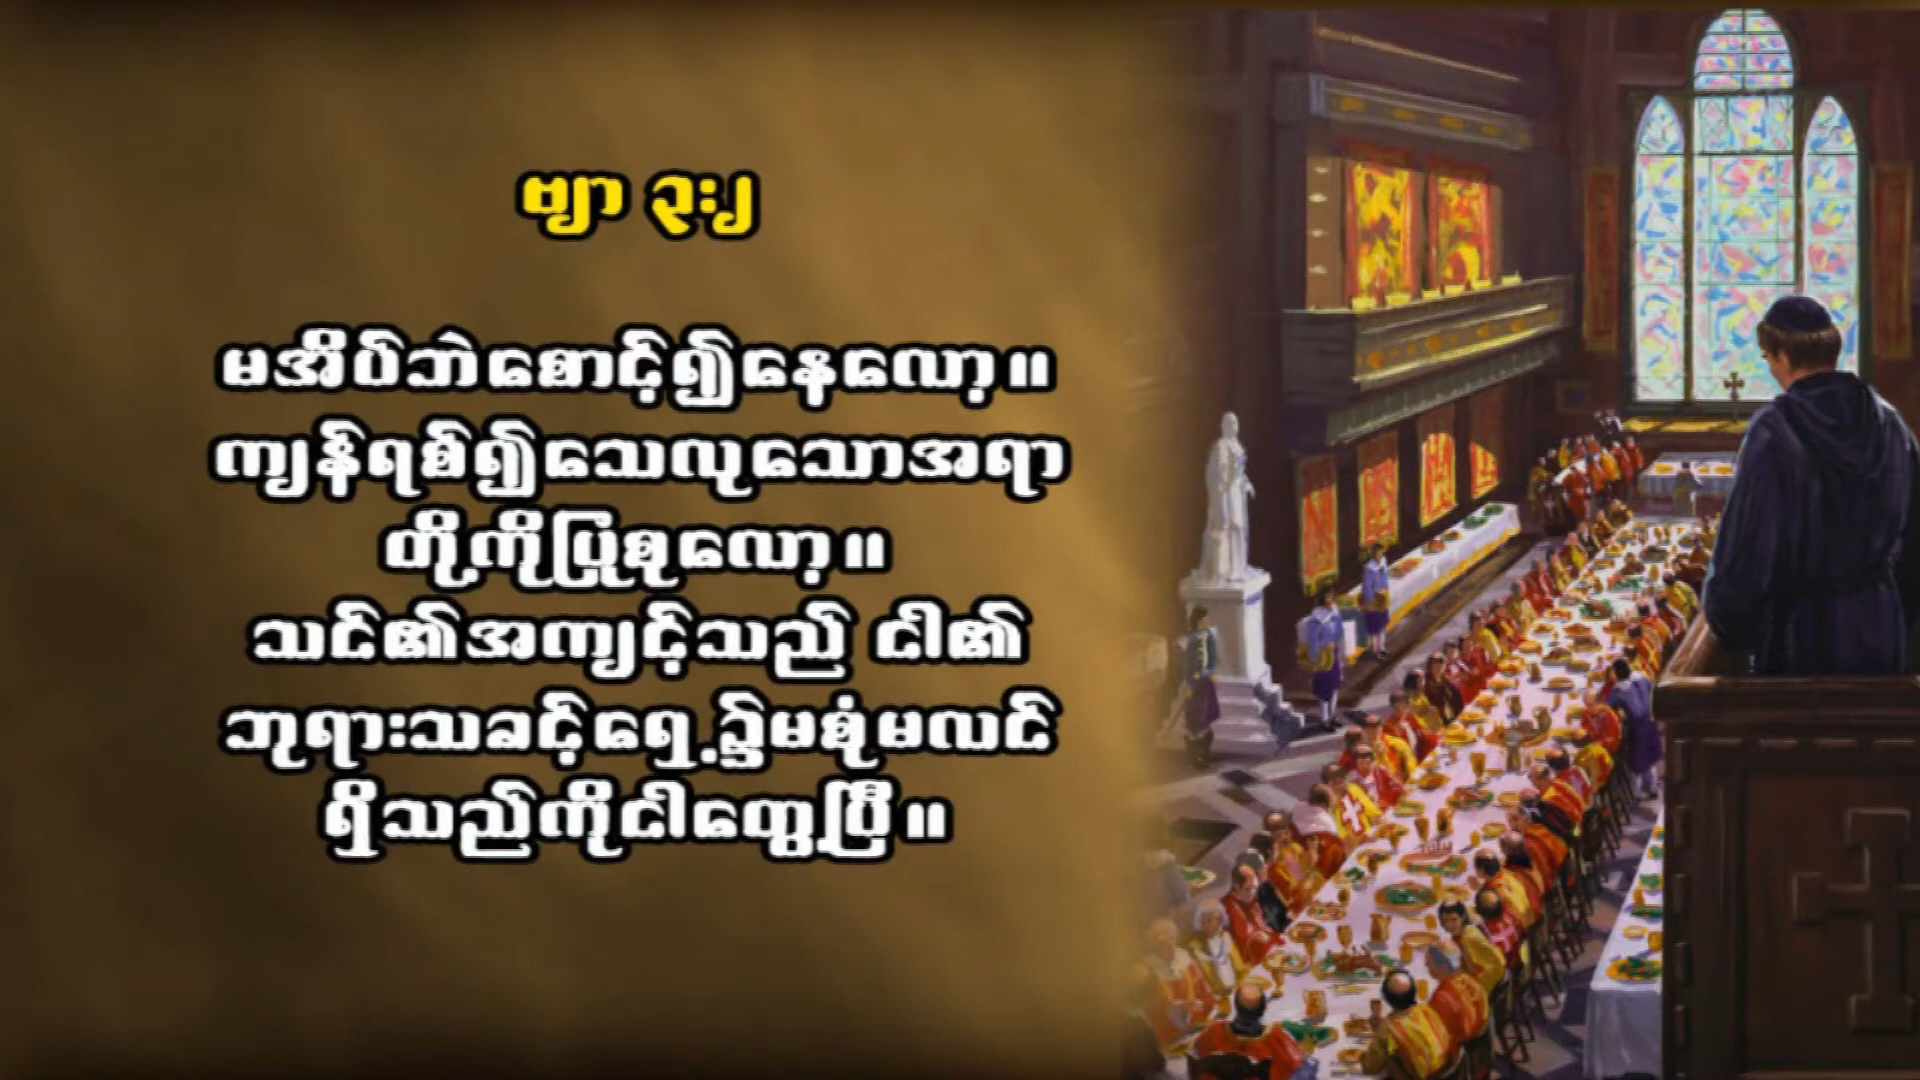 ဗျာ ၃း၂
မအိပ်ဘဲစောင့်၍နေလော့။
ကျန်ရစ်၍သေလုသောအရာ
တို့ကိုပြုစုလော့။
သင်၏အကျင့်သည် ငါ၏
ဘုရားသခင့်ရှေ့၌မစုံမလင်
ရှိသည်ကိုငါတွေ့ပြီ။